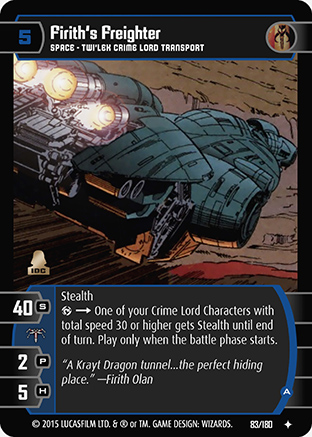 5
Firith's Freighter
SPACE - TWI'LEK CRIME LORD TRANSPORT
IDC
40 S
2 P
5 H
Stealth
→ One of your Crime Lord Characters with
total speed 30 or higher gets Stealth until end
of turn. Play only when the battle phase starts.
“A Krayt Dragon tunnel...the perfect hiding
place.” —Firith Olan
A
© 2015 LUCASFILM LTD. & ® or TM. GAME DESIGN: WIZARDS. 83/180